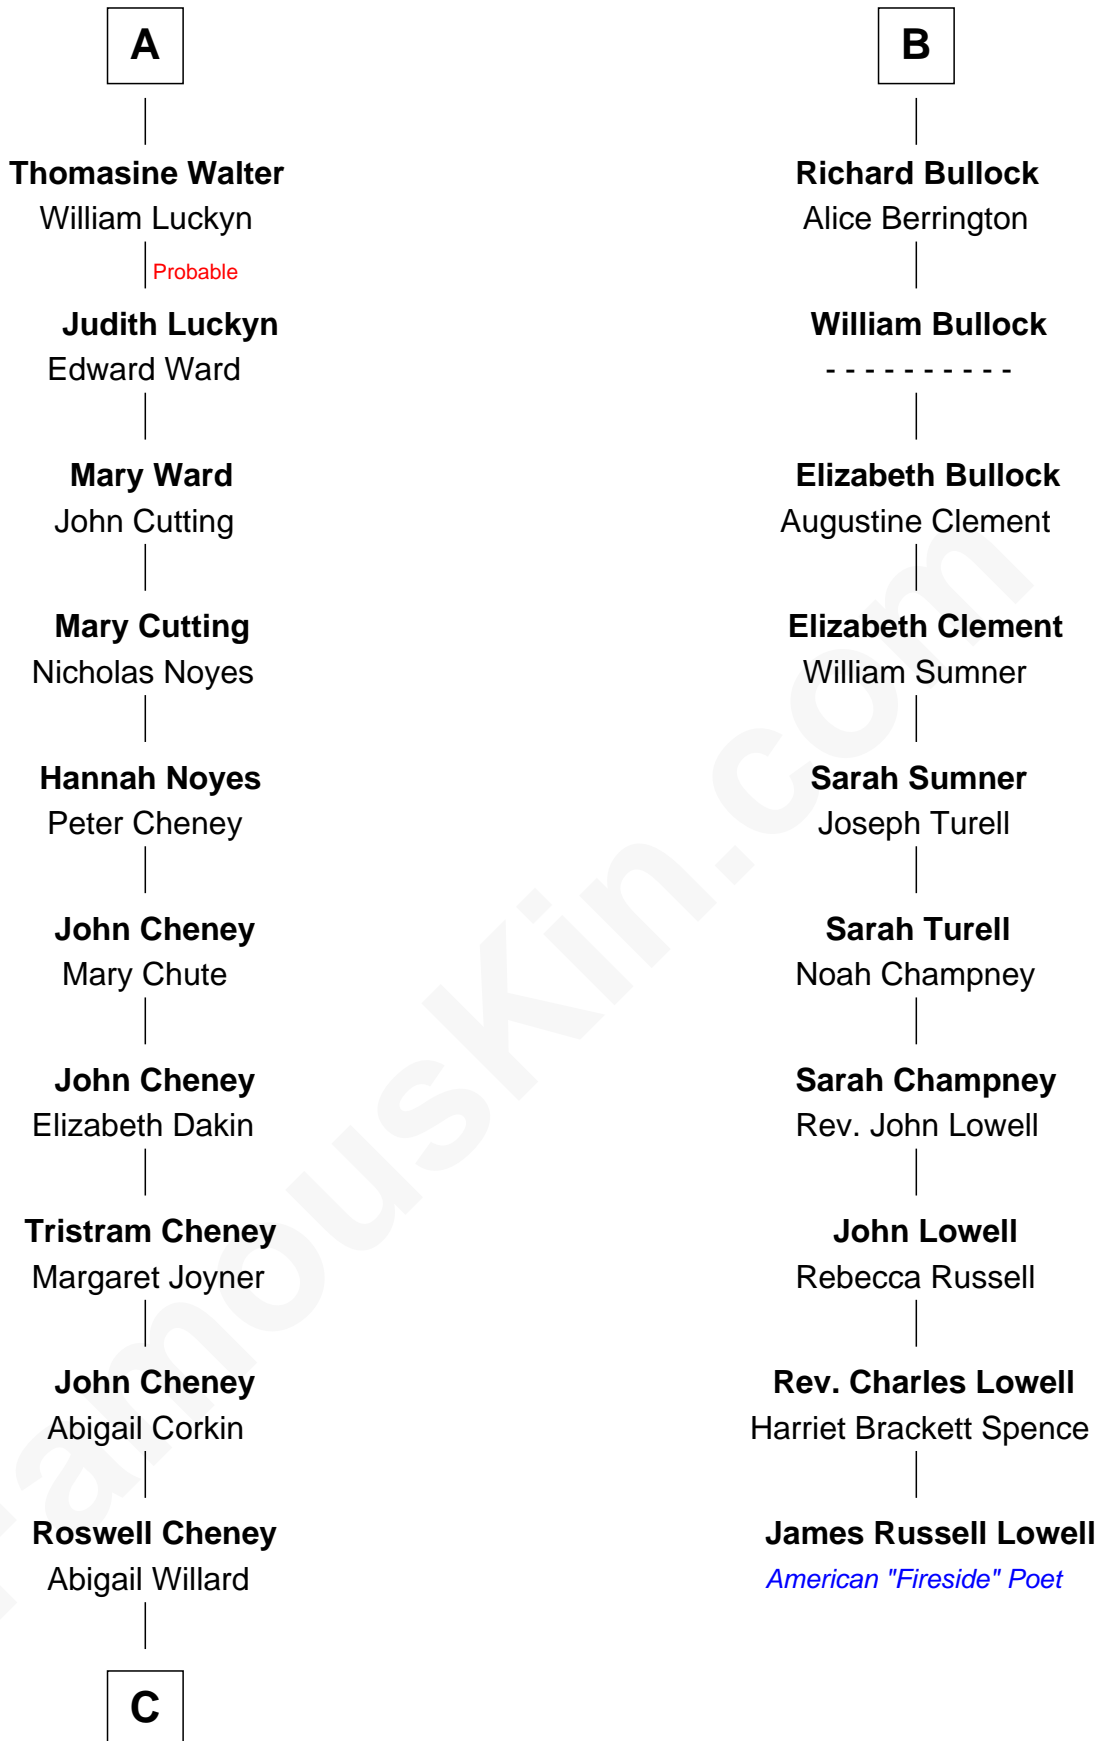 A
Thomasine Walter
William Luckyn
Probable
Judith Luckyn
Edward Ward
Mary Ward
John Cutting
Mary Cutting
Nicholas Noyes
Hannah Noyes
Peter Cheney
John Cheney
Mary Chute
John Cheney
Elizabeth Dakin
Tristram Cheney
Margaret Joyner
John Cheney
Abigail Corkin
Roswell Cheney
Abigail Willard
C
B
Richard Bullock
Alice Berrington
William Bullock
- - - - - - - - - -
Elizabeth Bullock
Augustine Clement
Elizabeth Clement
William Sumner
Sarah Sumner
Joseph Turell
Sarah Turell
Noah Champney
Sarah Champney
Rev. John Lowell
John Lowell
Rebecca Russell
Rev. Charles Lowell
Harriet Brackett Spence
James Russell Lowell
American "Fireside" Poet
FamousKin.com